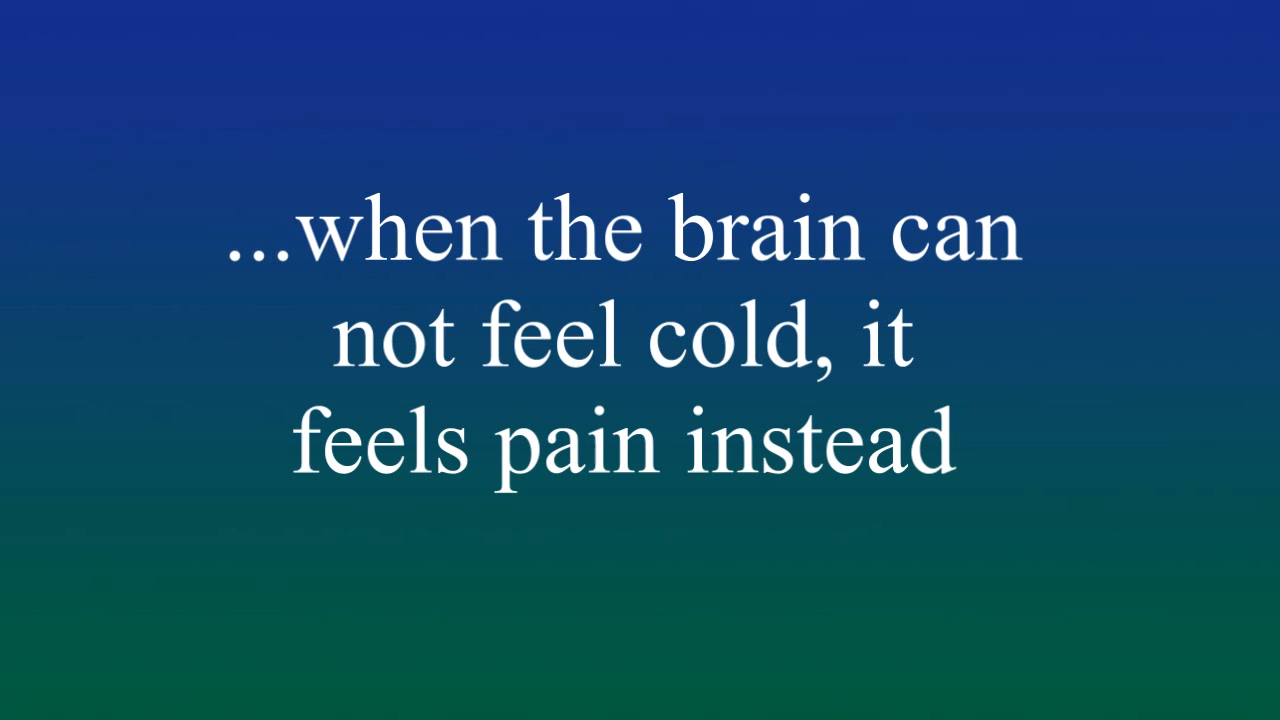 ...when the brain can
not feel cold, it
feels pain instead